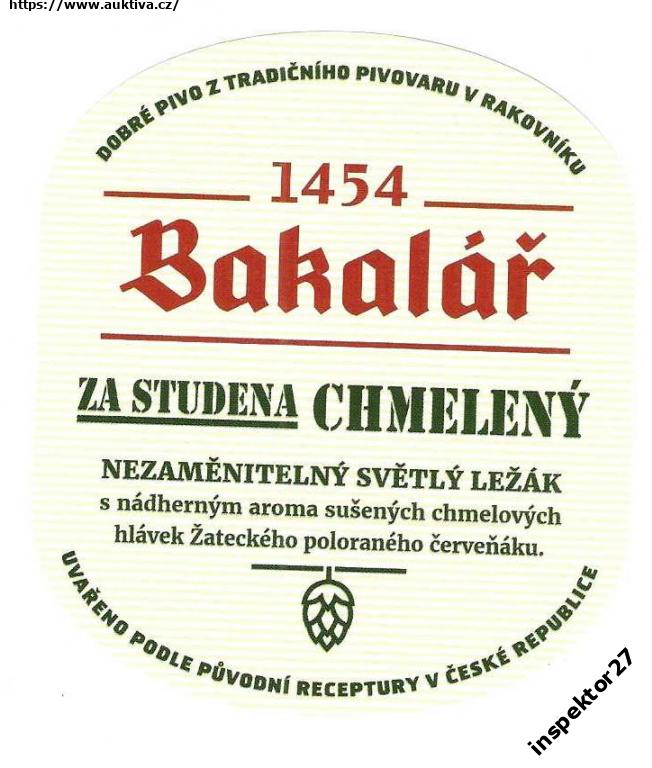 https://www.auktiva.cz/
DOBRÉ PIVO Z TRADIČNÍHO PIVOVARU V RAKOVNÍKU
1454
Bakalář
ZA STUDENA CHMELENÝ
NEZAMĚNITELNÝ SVĚTLÝ LEŽÁK
s nádherným aroma sušených chmelových
hlávek Žateckého poloraného červeňáku.
UVAŘENO PODLE PŮVODNÍ RECEPTURY V ČESKÉ REPUBLICE
inspektor27